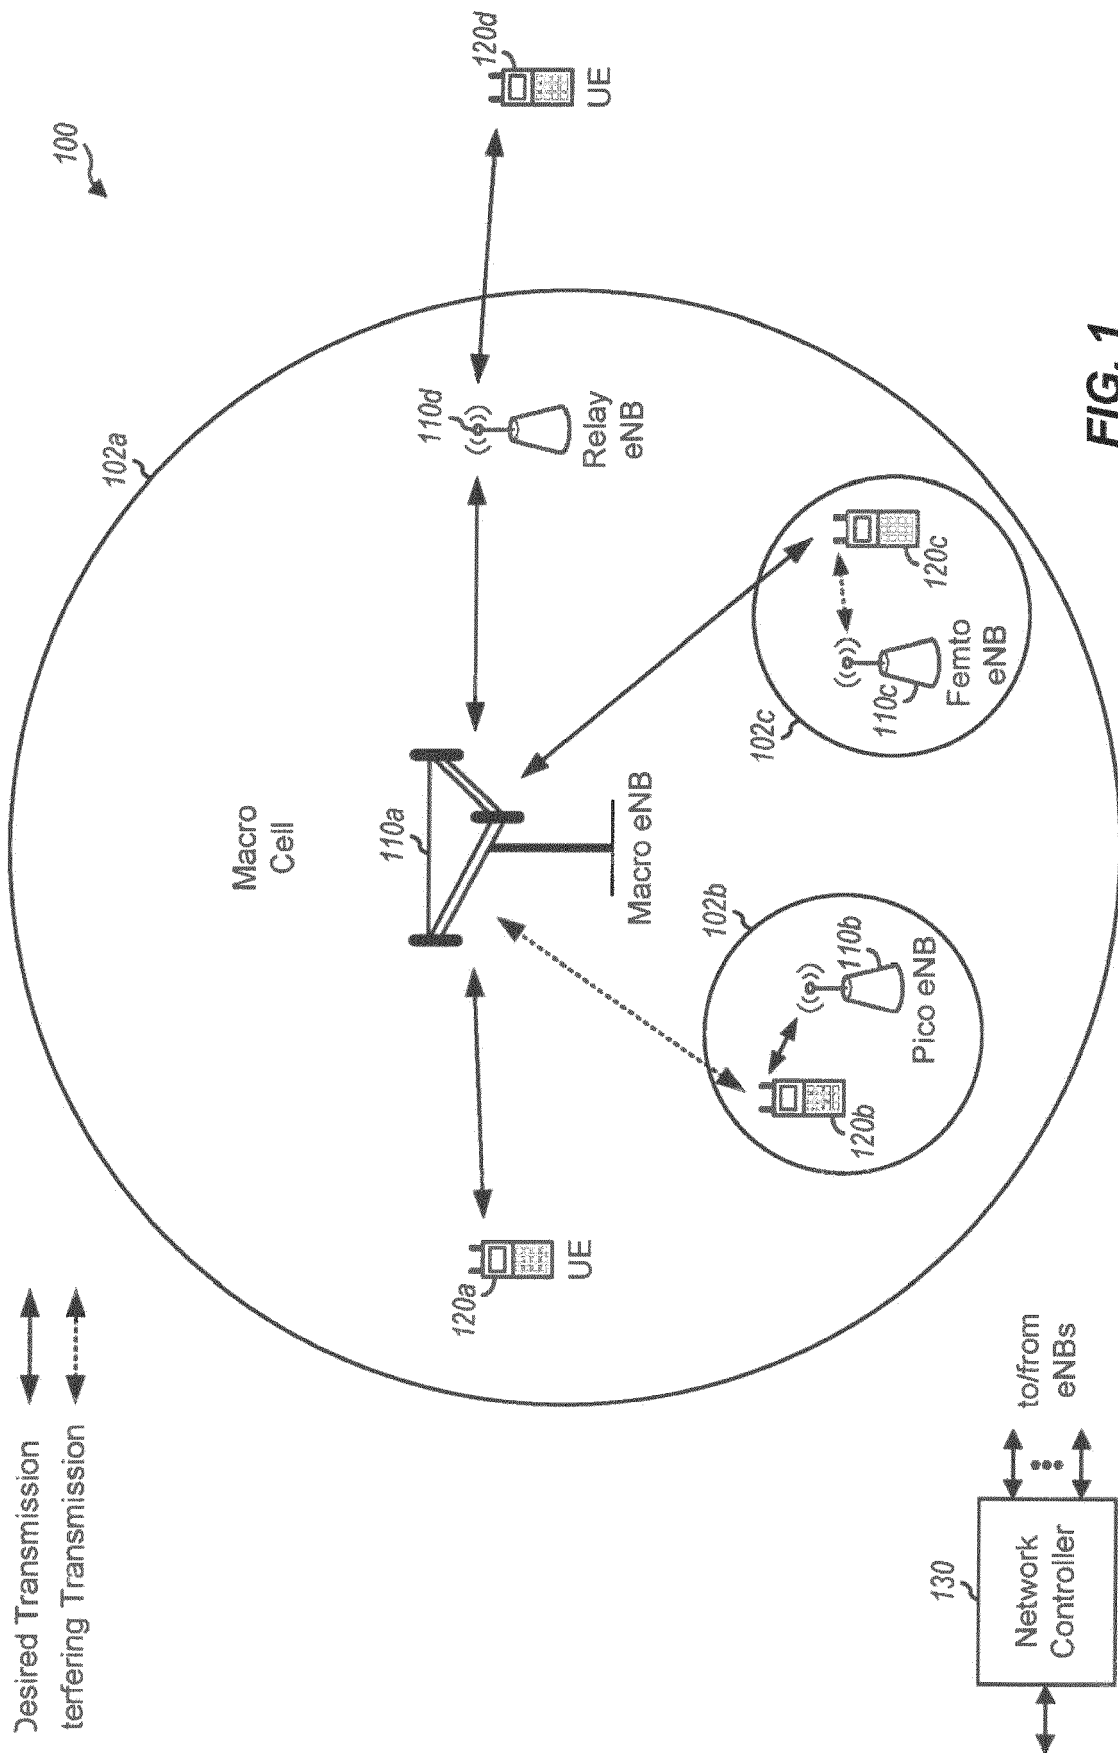 100
102a
Macro
Cell
110a
Macro eNB
110d
Relay
eNB
120d
UE
120a
UE
102b
110b
Pico eNB
120b
102c
110c
Femto
eNB
120c
Desired Transmission
terfering Transmission
130
Network
Controller
to/from
eNBs
FIG. 1